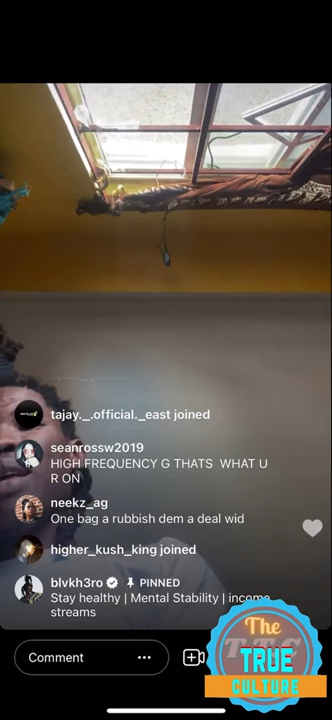 tajay._.official._east joined
seanrossw2019
HIGH FREQUENCY G THATS  WHAT U
R ON
neekz_ag
One bag a rubbish dem a deal wid
higher_kush_king joined
blvkh3ro PINNED
Stay healthy | Mental Stability | income
streams
Comment
The
TRUE
CULTURE